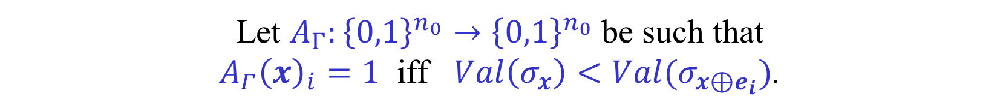 Let A_Γ: {0,1}^{n_0} → {0,1}^{n_0} be such that
A_Γ(x)_i = 1 iff Val(σ_x) < Val(σ_{x⊕e_i}).